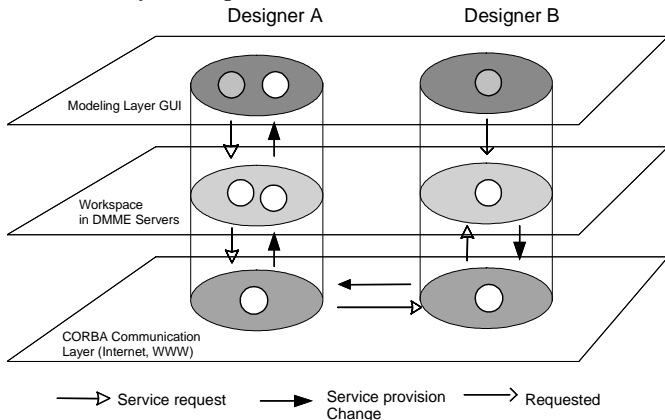 Designer A
Designer B
Modeling Layer GUI
Workspace
in DMME Servers
CORBA Communication
Layer (Internet, WWW)
Service request
Service provision
Change
Requested